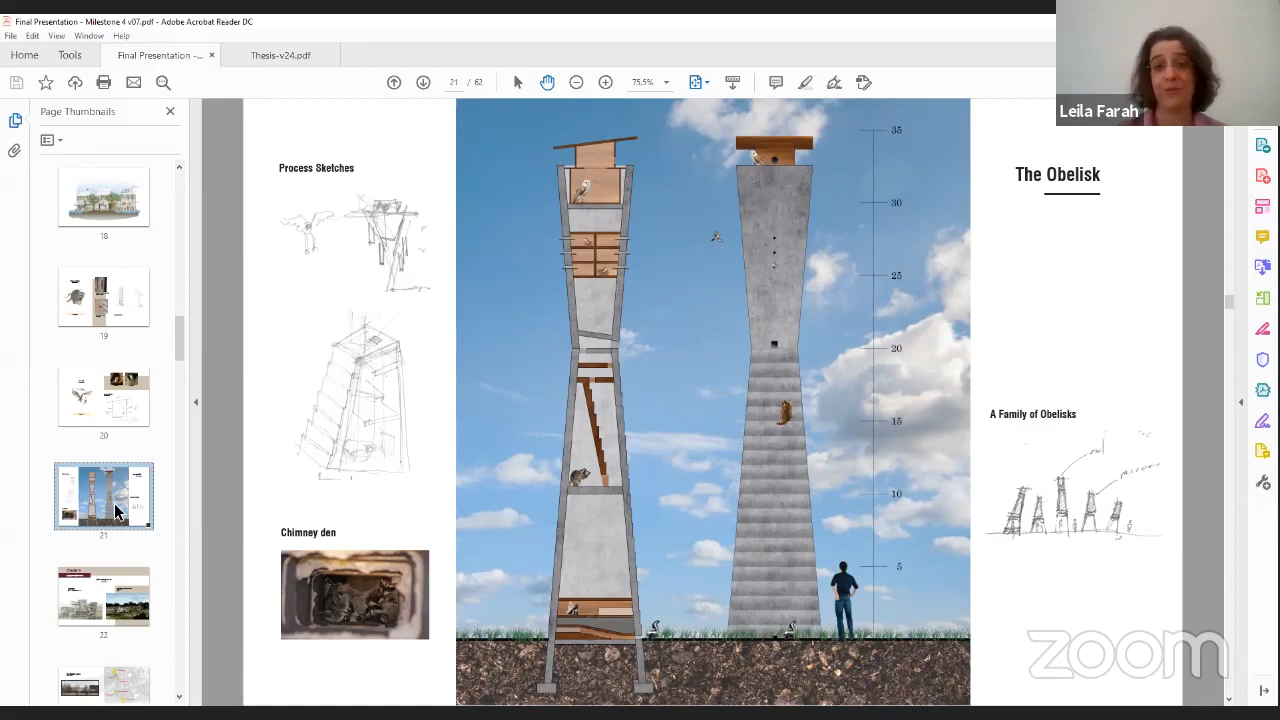 Final Presentation - Milestone 4 v07.pdf - Adobe Acrobat Reader DC
File Edit View Window Help
Home Tools Final Presentation -... × Thesis-v24.pdf
21 / 62 75.5%
Leila Farah
Page Thumbnails
18
19
20
21
22
Process Sketches
Chimney den
35
30
25
20
15
10
5
The Obelisk
A Family of Obelisks
owl
zoom